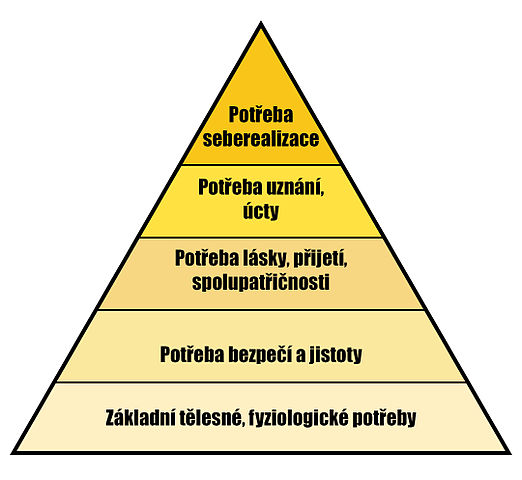 Potřeba
seberealizace
Potřeba uznání,
úcty
Potřeba lásky, přijetí,
spolupatřičnosti
Potřeba bezpečí a jistoty
Základní tělesné, fyziologické potřeby